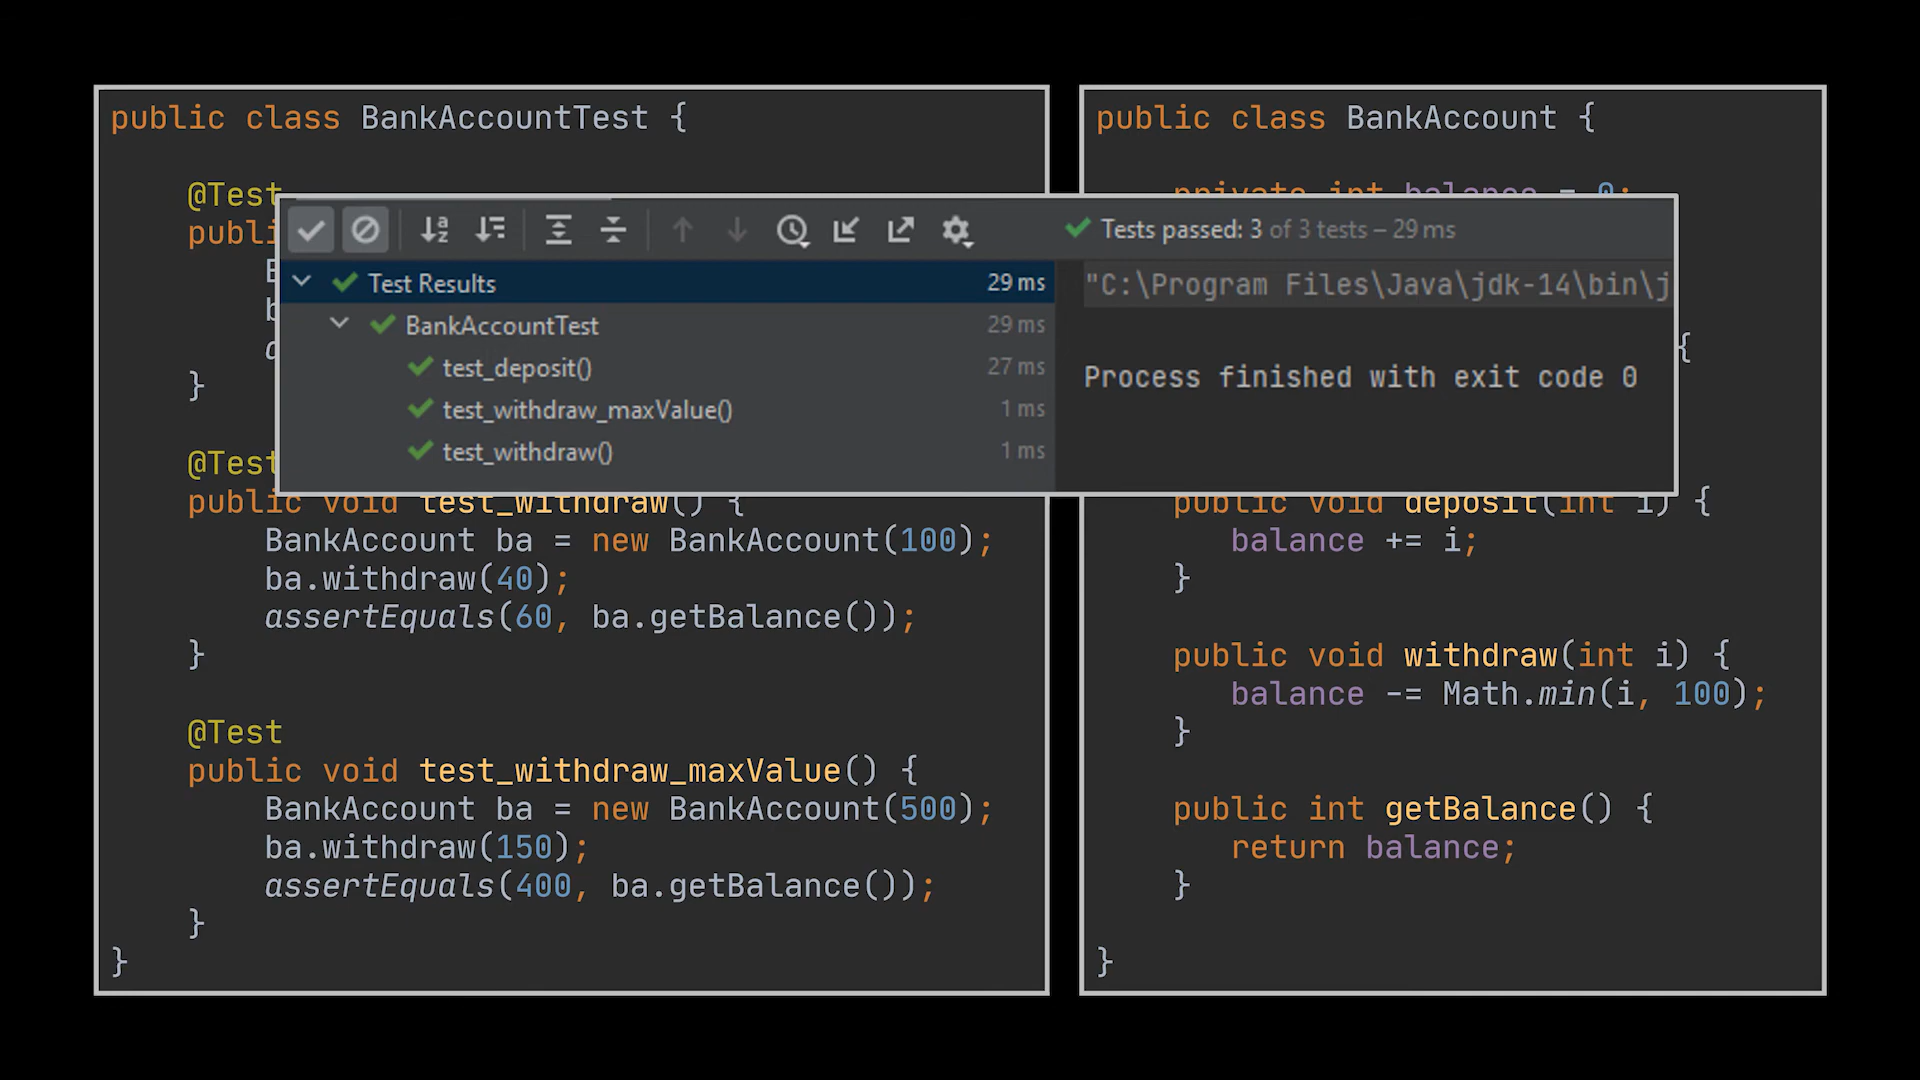 public class BankAccountTest {
@Test
publi
}
@Test
public void test_withdraw() {
BankAccount ba = new BankAccount(100);
ba.withdraw(40);
assertEquals(60, ba.getBalance());
}
@Test
public void test_withdraw_maxValue() {
BankAccount ba = new BankAccount(500);
ba.withdraw(150);
assertEquals(400, ba.getBalance());
}
}
Tests passed: 3 of 3 tests – 29 ms
Test Results 29 ms
BankAccountTest 29 ms
test_deposit() 27 ms
test_withdraw_maxValue() 1 ms
test_withdraw() 1 ms
"C:\Program Files\Java\jdk-14\bin\j
Process finished with exit code 0
public class BankAccount {
private int balance = 0;
{
public void deposit(int i) {
balance += i;
}
public void withdraw(int i) {
balance -= Math.min(i, 100);
}
public int getBalance() {
return balance;
}
}